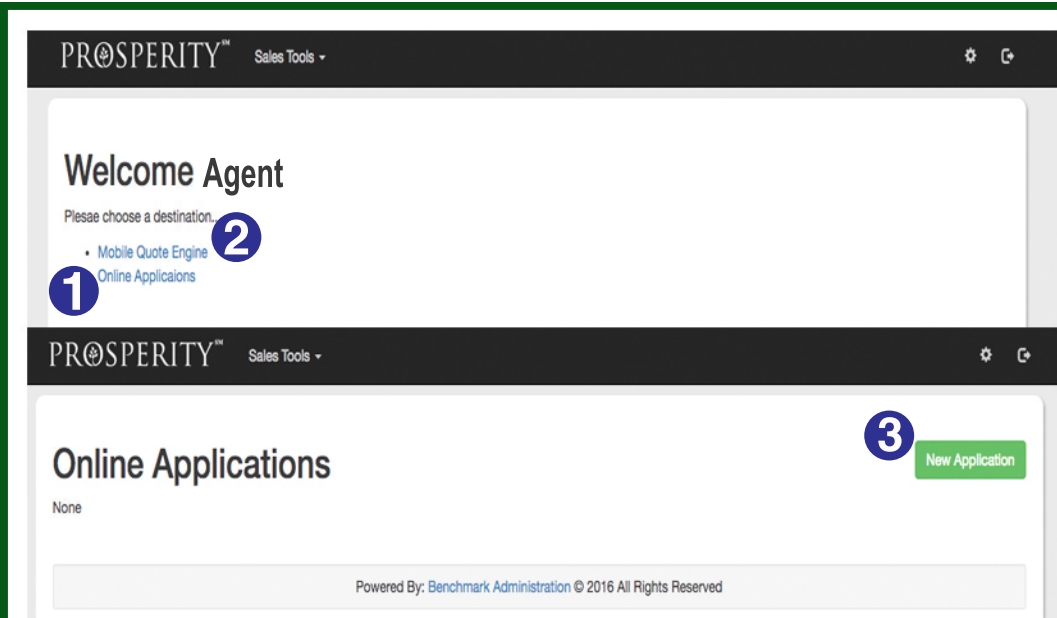 PROSPERITY℠ Sales Tools
Welcome Agent
Plesae choose a destination..
2
• Mobile Quote Engine
1
Online Applicaions
PROSPERITY℠ Sales Tools
3
Online Applications
New Application
None
Powered By: Benchmark Administration © 2016 All Rights Reserved